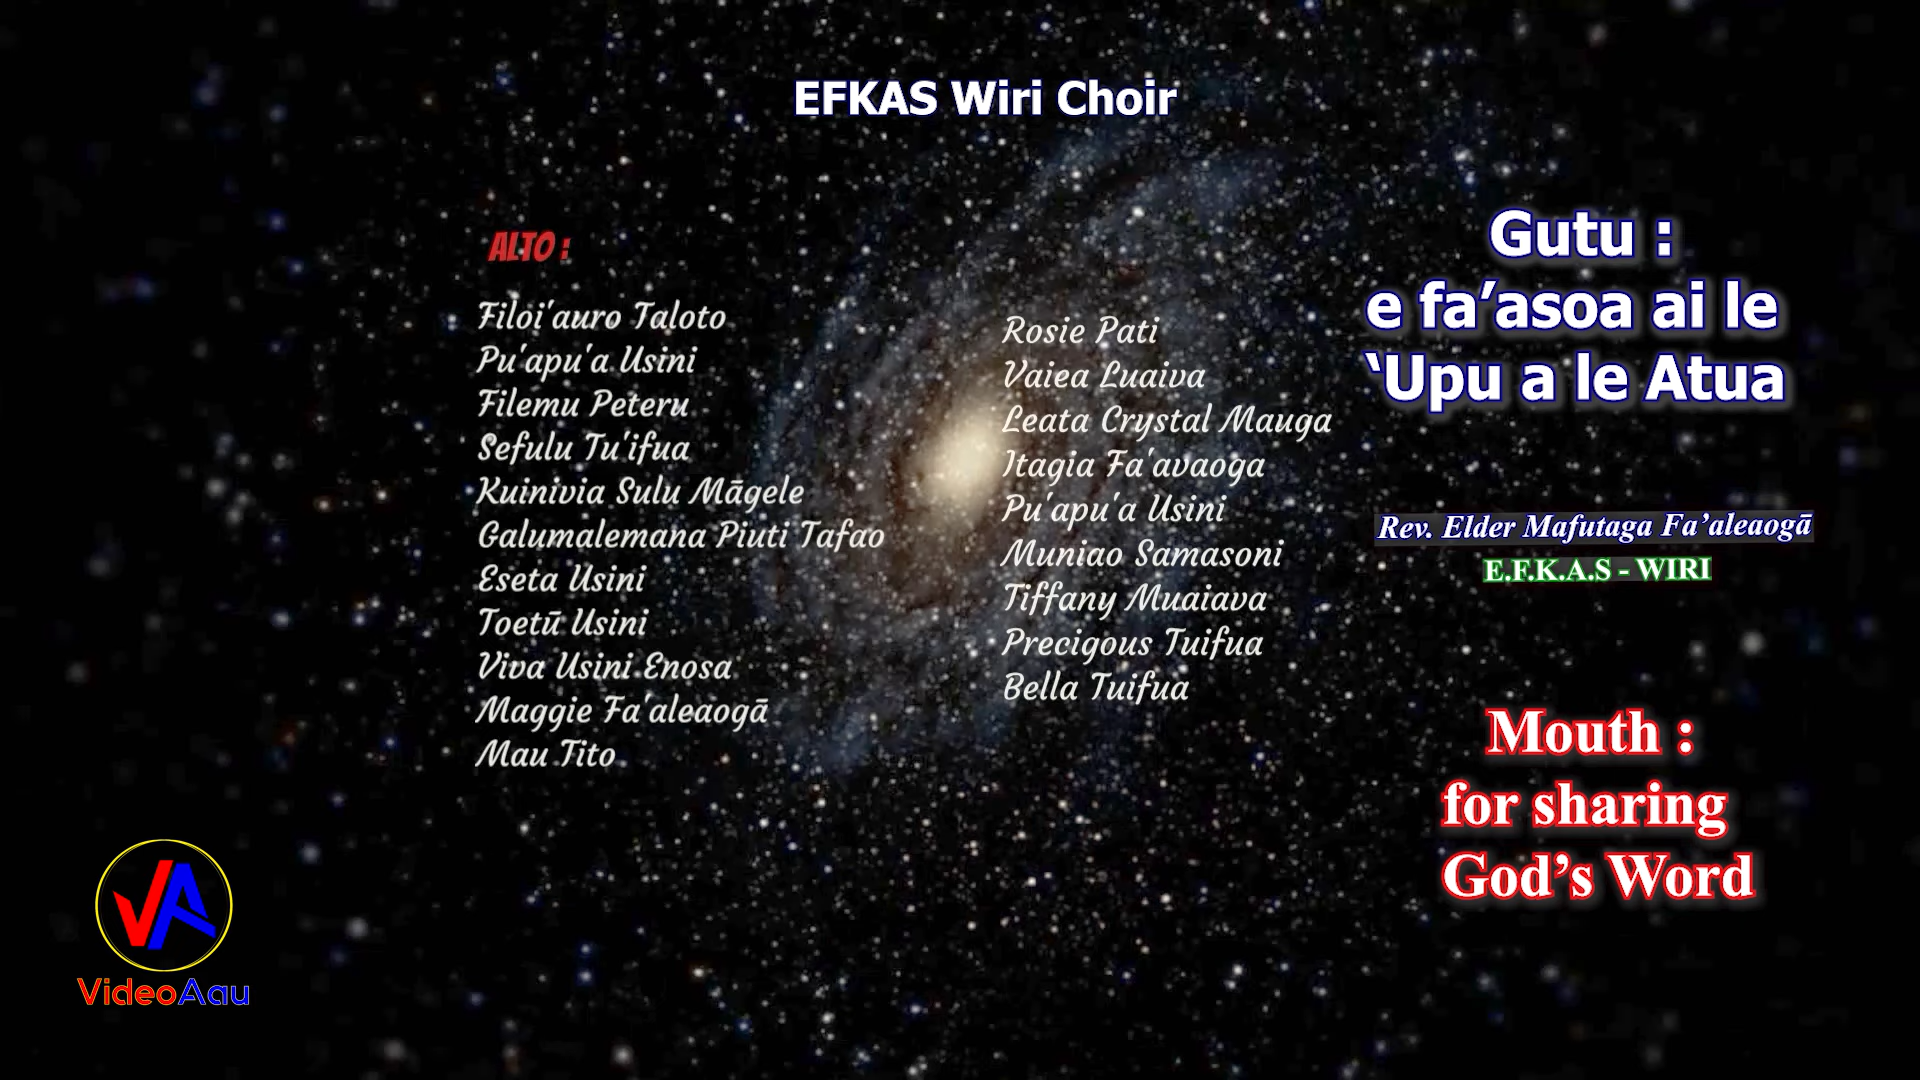 EFKAS Wiri Choir
ALTO :
Filoi'auro Taloto
Pu'apu'a Usini
Filemu Peteru
Sefulu Tu'ifua
Kuinivia Sulu Māgele
Galumalemana Piuti Tafao
Eseta Usini
Toetū Usini
Viva Usini Enosa
Maggie Fa'aleaogā
Mau Tito
Rosie Pati
Vaiea Luaiva
Leata Crystal Mauga
Itagia Fa'avaoga
Pu'apu'a Usini
Muniao Samasoni
Tiffany Muaiava
Precigous Tuifua
Bella Tuifua
Gutu :
e fa’asoa ai le
‘Upu a le Atua
Rev. Elder Mafutaga Fa’aleaogā
E.F.K.A.S - WIRI
Mouth :
for sharing
God’s Word
VA
VideoAau